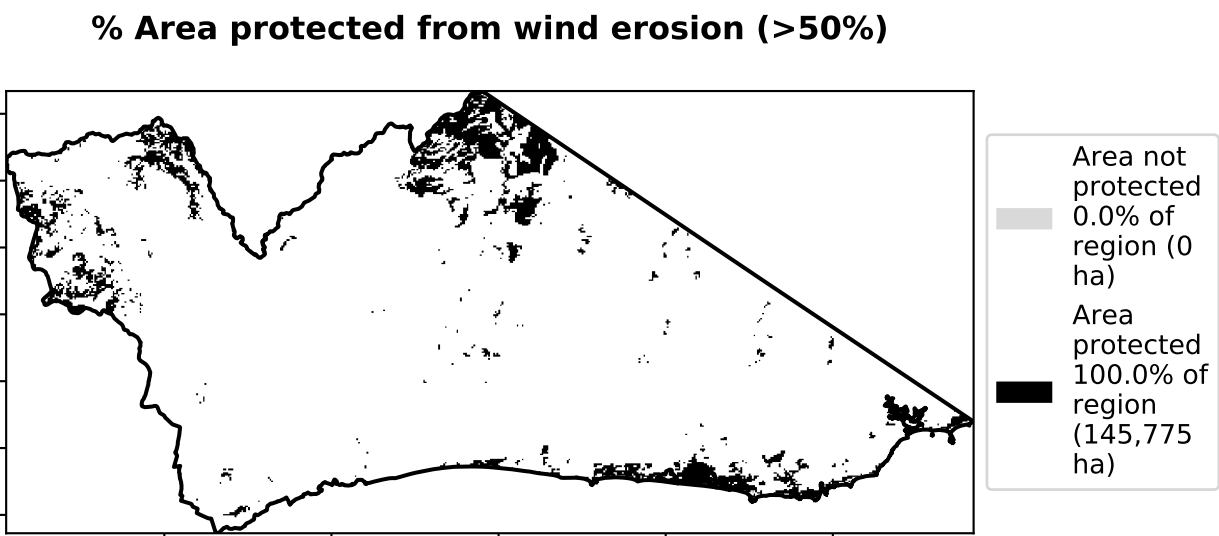 % Area protected from wind erosion (>50%)
Area not
protected
0.0% of
region (0
ha)
Area
protected
100.0% of
region
(145,775
ha)